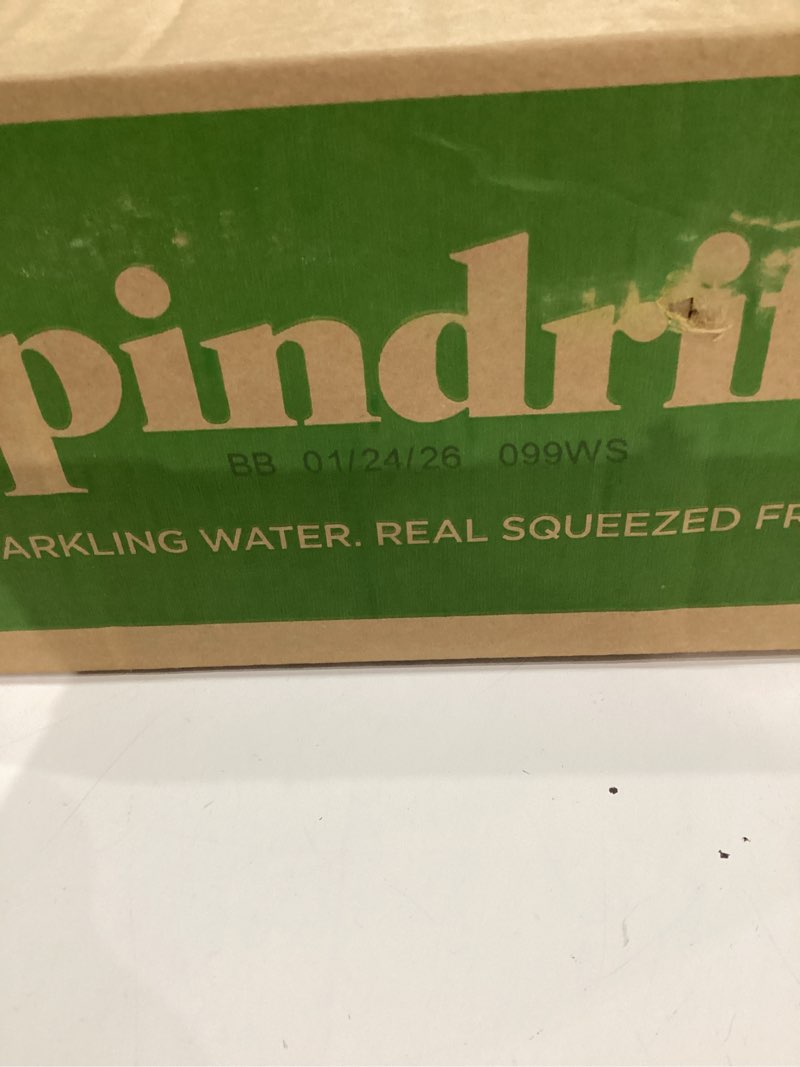 pindrif
BB 01/24/26 099WS
ARKLING WATER. REAL SQUEEZED FR